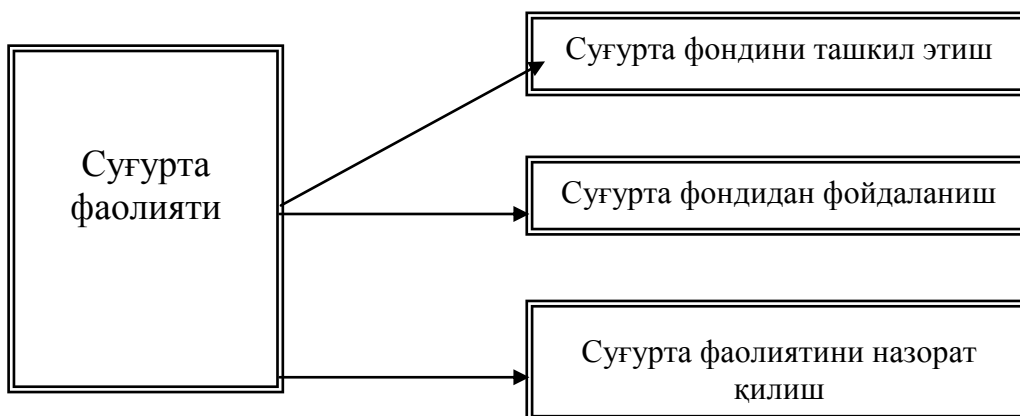 Суғурта фаолияти
Суғурта фондини ташкил этиш
Суғурта фондидан фойдаланиш
Суғурта фаолиятини назорат
қилиш